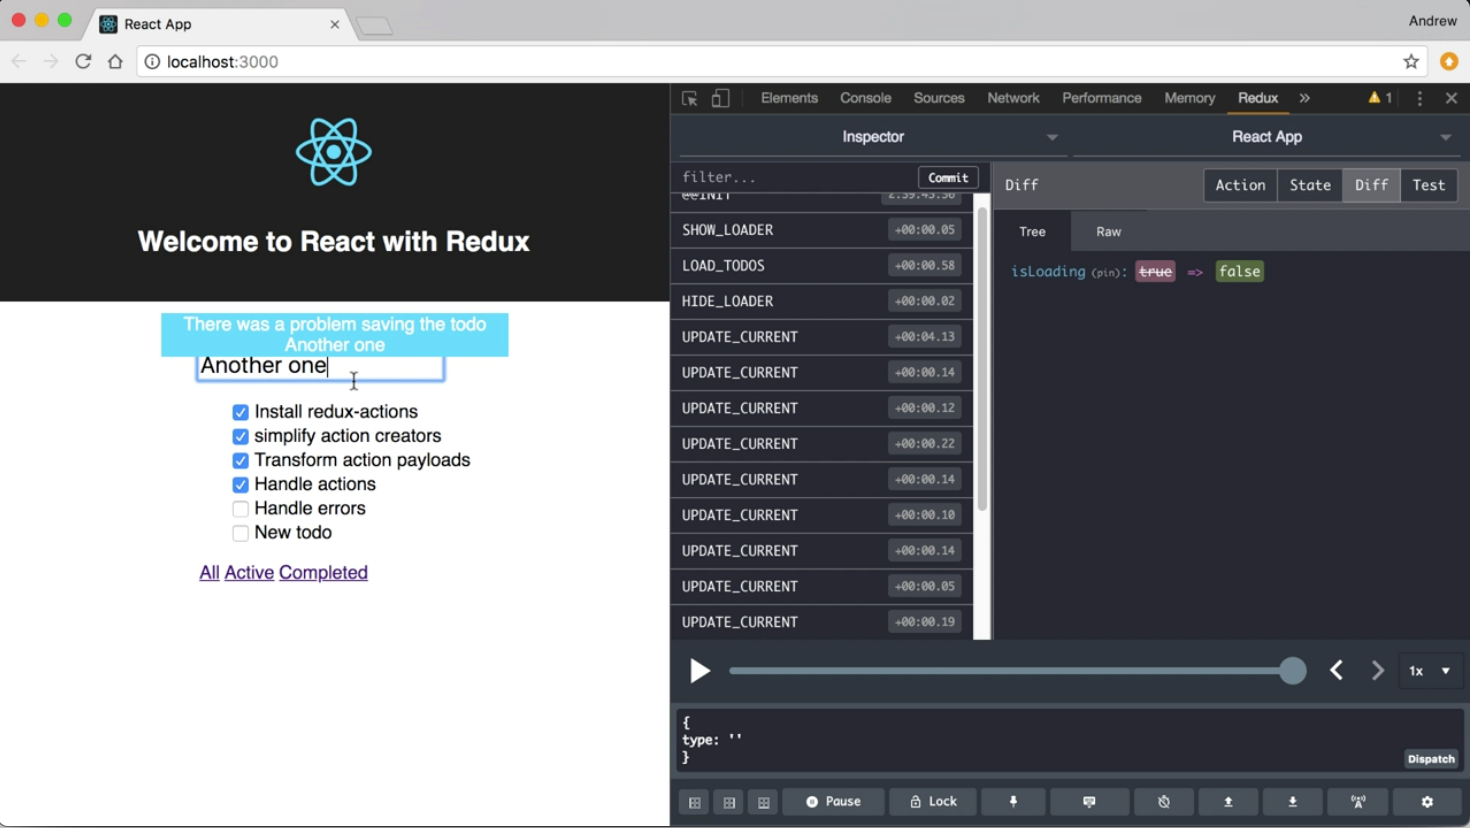 React App
Andrew
localhost:3000
Welcome to React with Redux
There was a problem saving the todo
Another one
Another one
Install redux-actions
simplify action creators
Transform action payloads
Handle actions
Handle errors
New todo
All Active Completed
Elements Console Sources Network Performance Memory Redux » 1
Inspector React App
filter... Commit
@@INIT 2:39:43.36
SHOW_LOADER +00:00.05
LOAD_TODOS +00:00.58
HIDE_LOADER +00:00.02
UPDATE_CURRENT +00:04.13
UPDATE_CURRENT +00:00.14
UPDATE_CURRENT +00:00.12
UPDATE_CURRENT +00:00.22
UPDATE_CURRENT +00:00.14
UPDATE_CURRENT +00:00.10
UPDATE_CURRENT +00:00.14
UPDATE_CURRENT +00:00.05
UPDATE_CURRENT +00:00.19
Diff Action State Diff Test
Tree Raw
isLoading (pin): true => false
1x
{
type: ''
}
Dispatch
Pause Lock